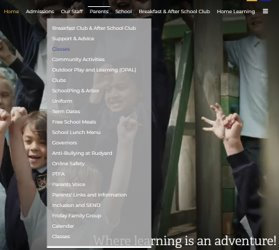 Home Admissions Our Staff Parents School Breakfast & After School Club Home Learning
Breakfast Club & After School Club
Support & Advice
Classes
Community Activities
Outdoor Play and Learning (OPAL)
Clubs
School Ping & Arbor
Uniform
Term Dates
Free School Meals
School Lunch Menu
Governors
Anti-Bullying at Rudyard
Online Safety
PTFA
Parents Voice
Parents' Links and Information
Inclusion and SEND
Friday Family Group
Calendar
Classes
Where learning is an adventure!